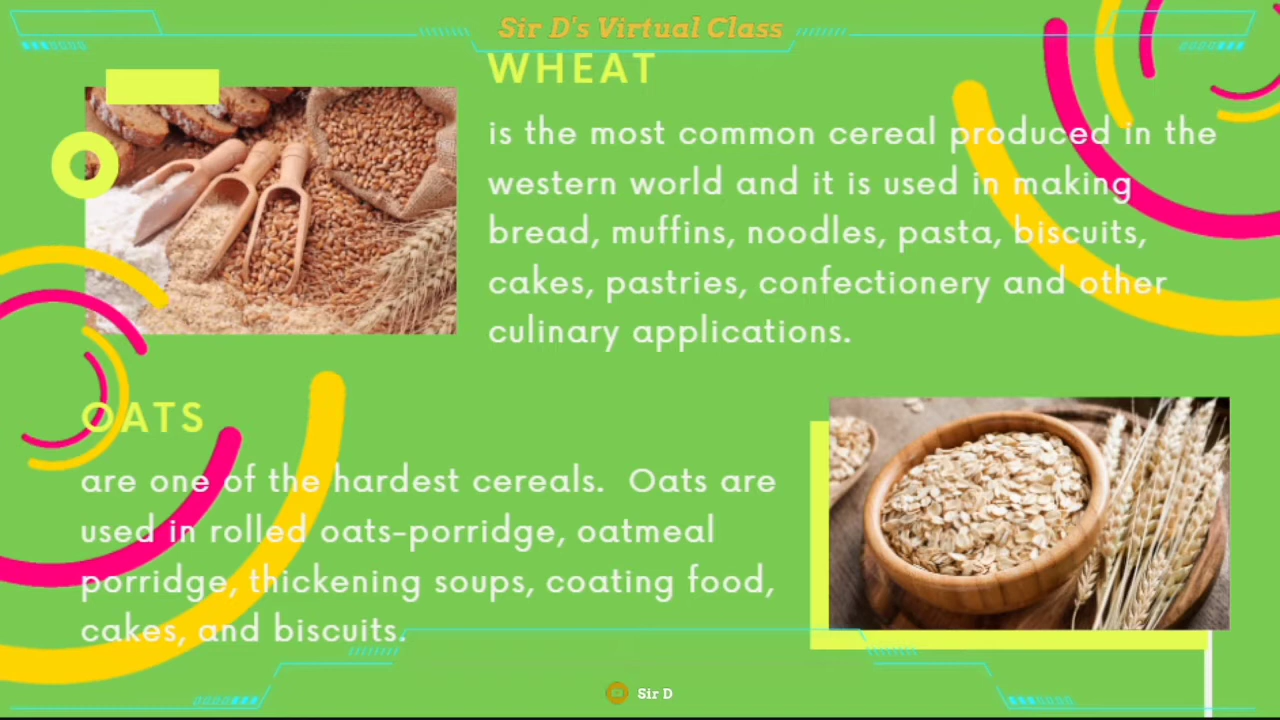 Sir D's Virtual Class
WHEAT
is the most common cereal produced in the
western world and it is used in making
bread, muffins, noodles, pasta, biscuits,
cakes, pastries, confectionery and other
culinary applications.
OATS
are one of the hardest cereals. Oats are
used in rolled oats-porridge, oatmeal
porridge, thickening soups, coating food,
cakes, and biscuits.
Sir D